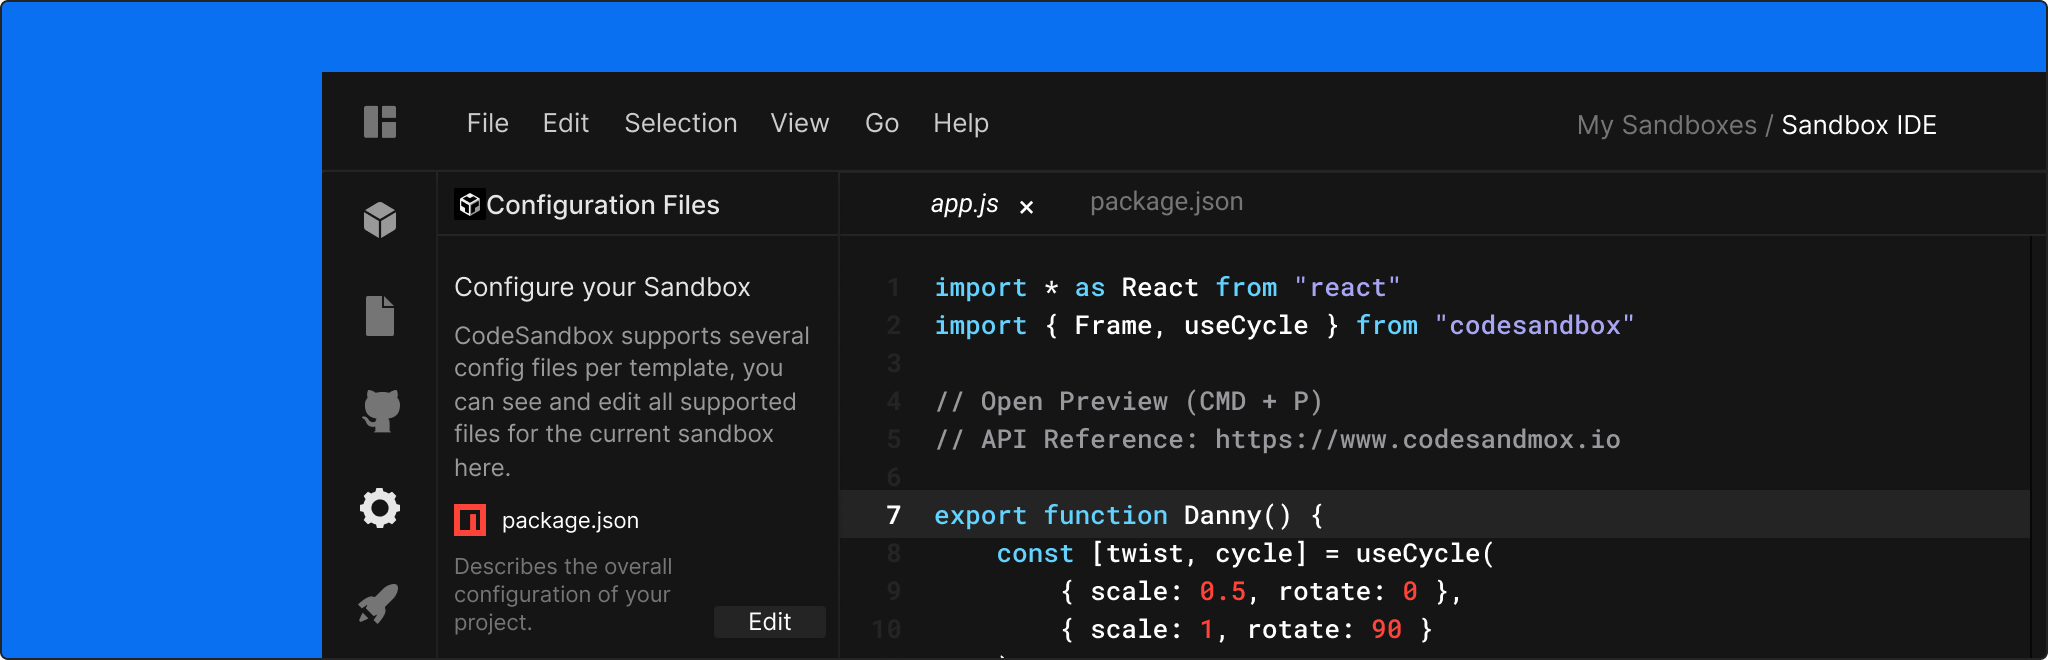 File Edit Selection View Go Help
My Sandboxes / Sandbox IDE
Configuration Files
app.js × package.json
Configure your Sandbox
CodeSandbox supports several
config files per template, you
can see and edit all supported
files for the current sandbox
here.
package.json
Describes the overall
configuration of your
project.
Edit
1 import * as React from "react"
2 import { Frame, useCycle } from "codesandbox"
3
4 // Open Preview (CMD + P)
5 // API Reference: https://www.codesandmox.io
6
7 export function Danny() {
8 const [twist, cycle] = useCycle(
9 { scale: 0.5, rotate: 0 },
10 { scale: 1, rotate: 90 }